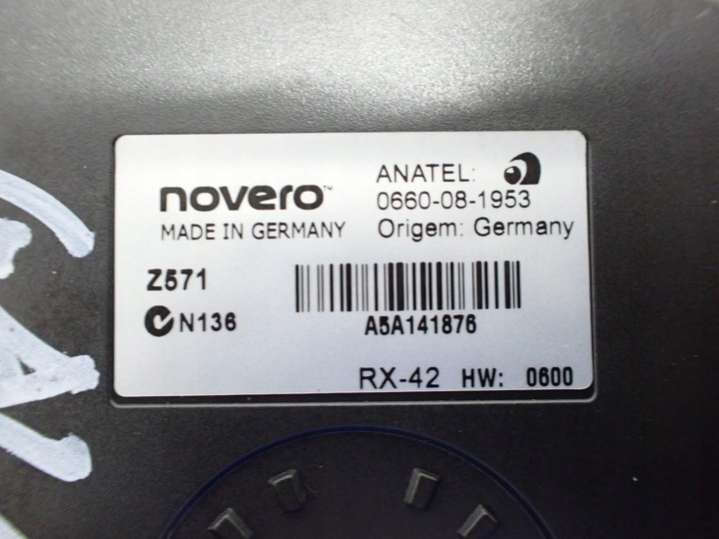 novero™
MADE IN GERMANY
ANATEL:
0660-08-1953
Origem: Germany
Z571
N136
A5A141876
RX-42 HW: 0600